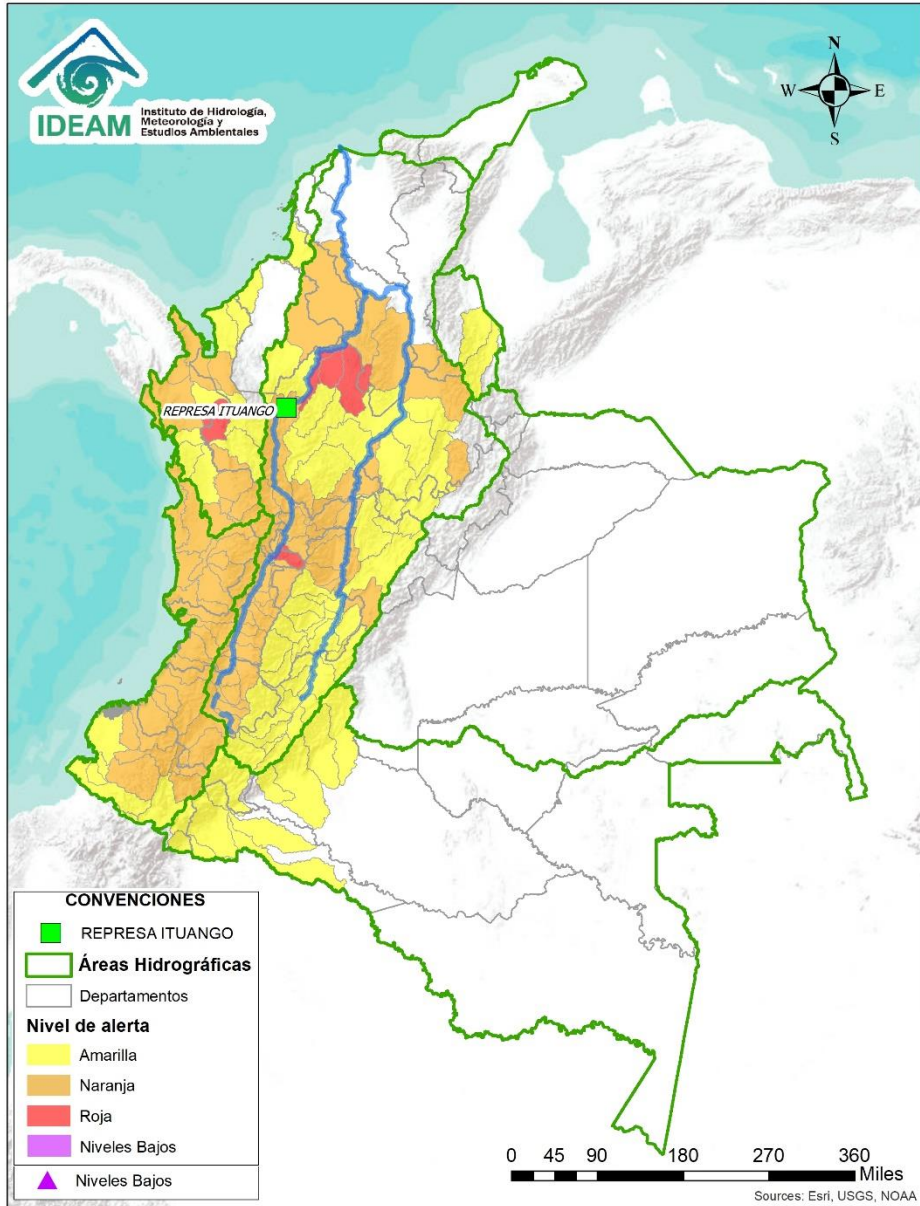 IDEAM
Instituto de Hidrología,
Meteorología y
Estudios Ambientales
N
W
E
S
REPRESA ITUANGO
CONVENCIONES
REPRESA ITUANGO
Áreas Hidrográficas
Departamentos
Nivel de alerta
Amarilla
Naranja
Roja
Niveles Bajos
Niveles Bajos
0 45 90 180 270 360
Miles
Sources: Esri, USGS, NOAA